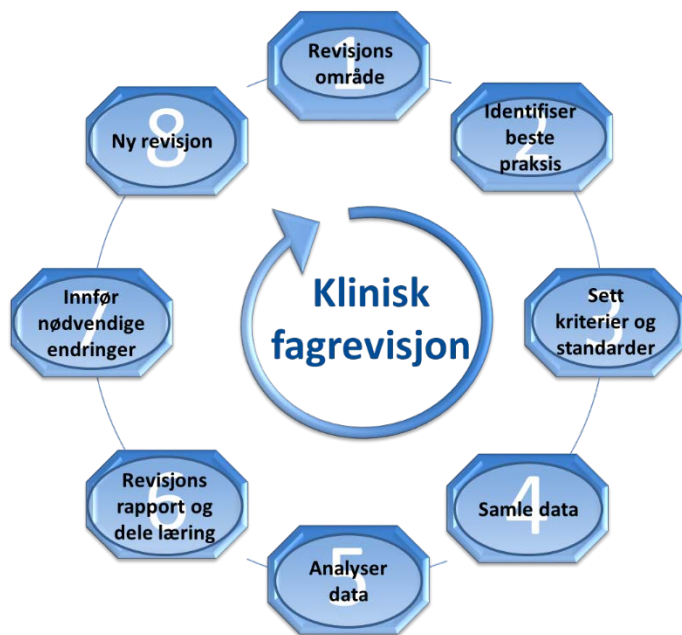 1
Revisjons
område
2
Identifiser
beste
praksis
3
Sett
kriterier og
standarder
4
Samle data
5
Analyser
data
6
Revisjons
rapport og
dele læring
7
Innfør
nødvendige
endringer
8
Ny revisjon
Klinisk
fagrevisjon